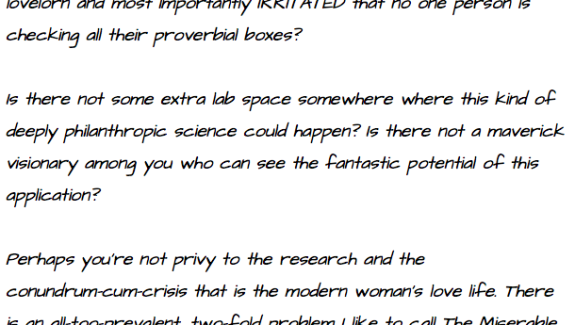 lovelorn and most importantly IRRITATED that no one person is
checking all their proverbial boxes?
Is there not some extra lab space somewhere where this kind of
deeply philanthropic science could happen? Is there not a maverick
visionary among you who can see the fantastic potential of this
application?
Perhaps you're not privy to the research and the
conundrum-cum-crisis that is the modern woman's love life. There
is an all-too-prevalent, two-fold problem I like to call The Miserable